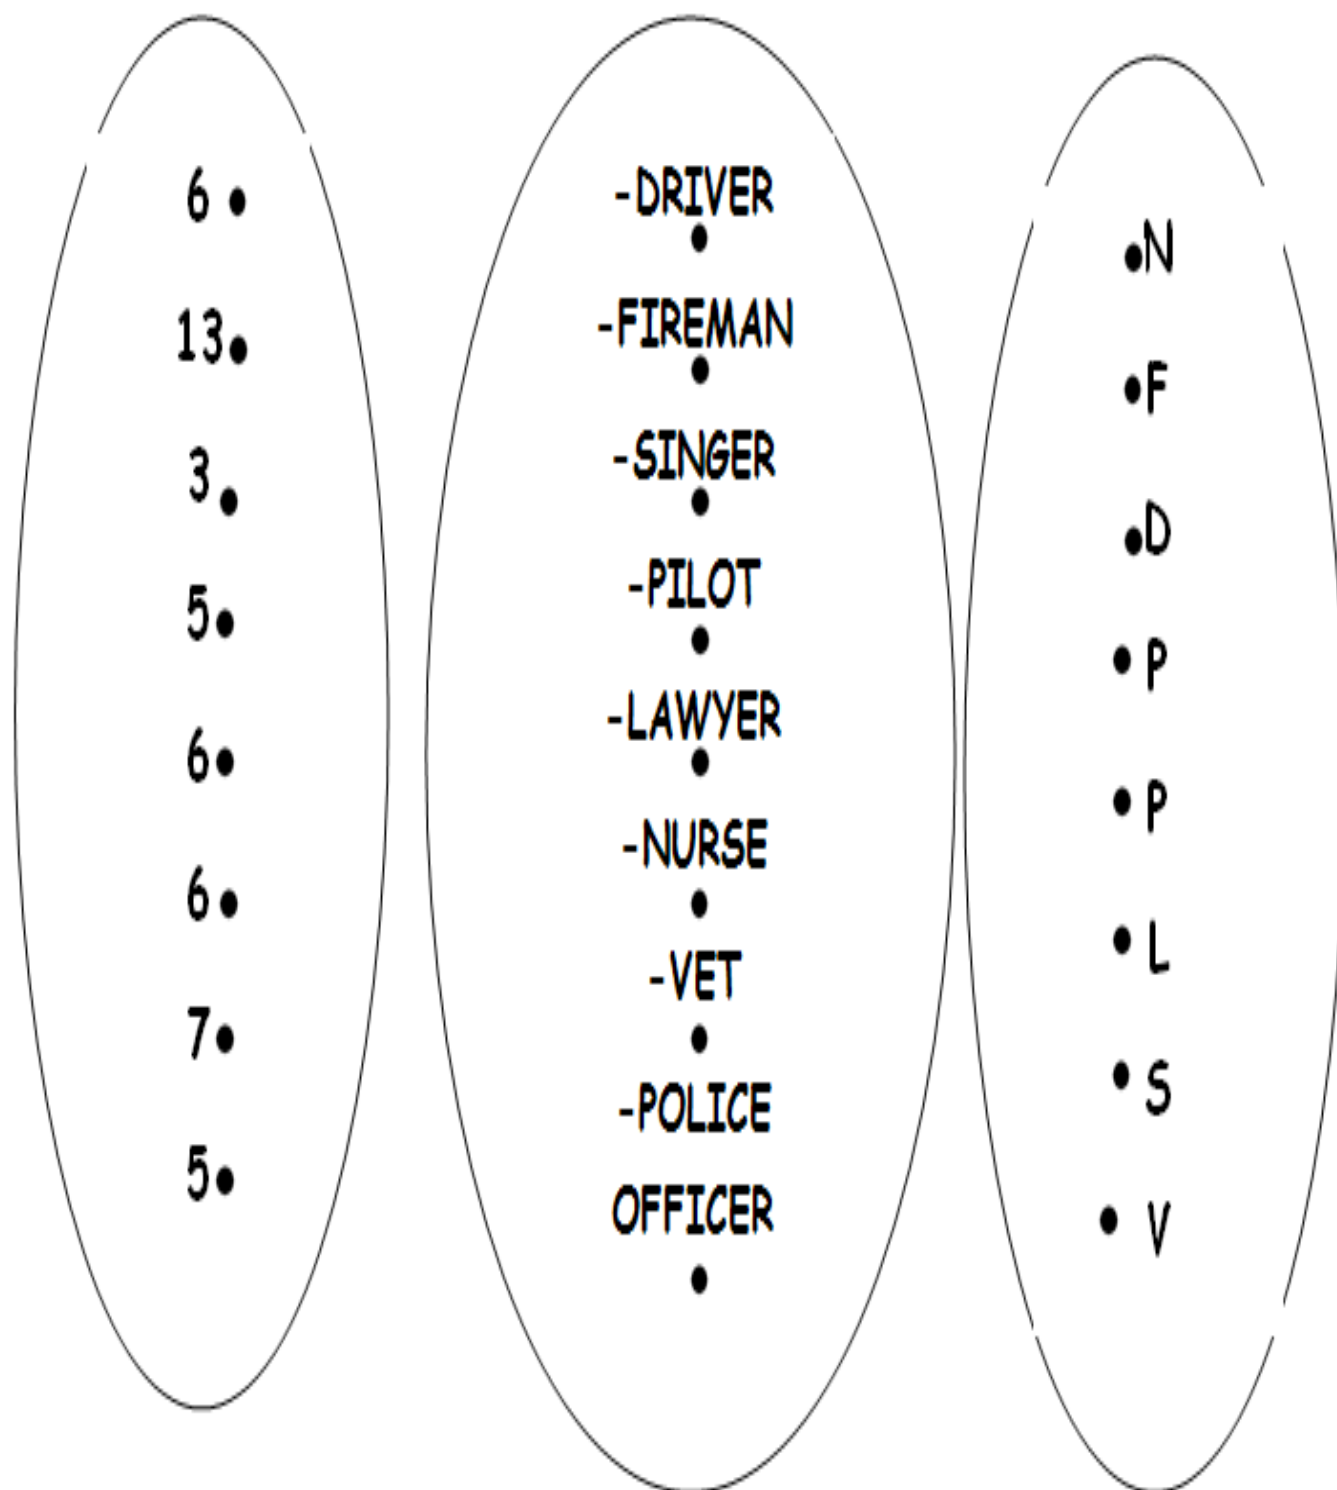 6
13
3
5
6
6
7
5
-DRIVER
-FIREMAN
-SINGER
-PILOT
-LAWYER
-NURSE
-VET
-POLICE
OFFICER
N
F
D
P
P
L
S
V